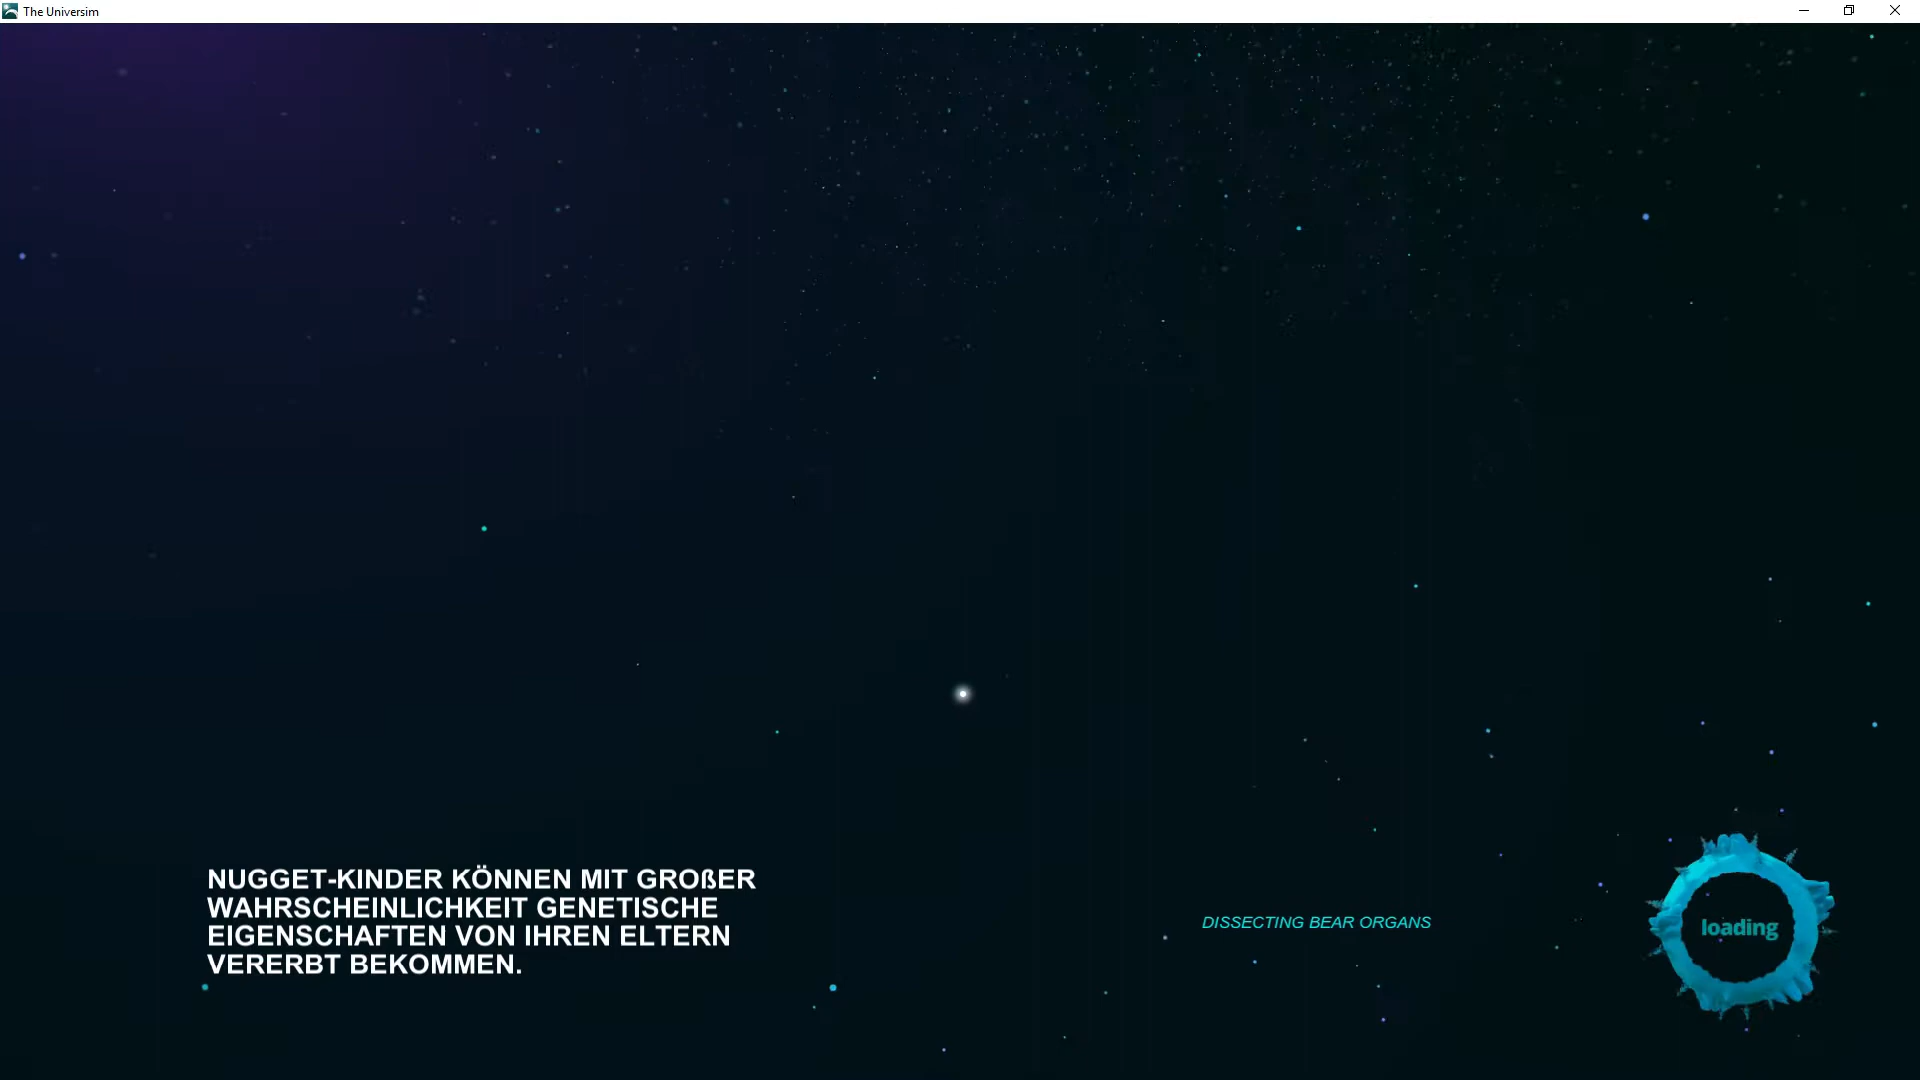 The Universim
NUGGET-KINDER KÖNNEN MIT GROßER
WAHRSCHEINLICHKEIT GENETISCHE
EIGENSCHAFTEN VON IHREN ELTERN
VERERBT BEKOMMEN.
DISSECTING BEAR ORGANS
loading